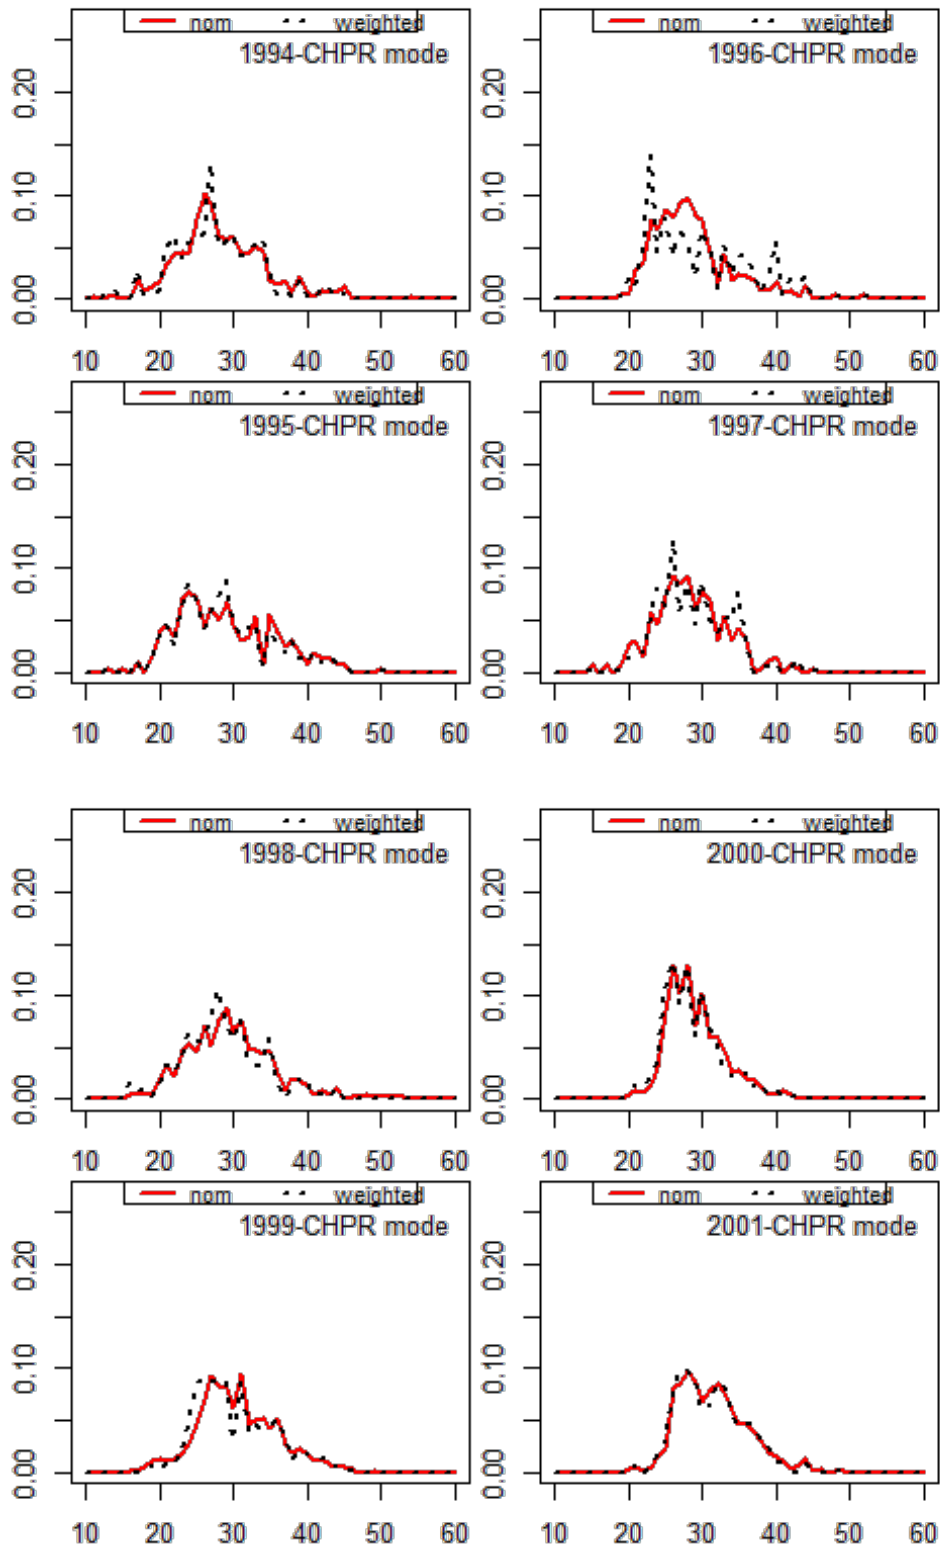 nom weighted
1994-CHPR mode
0.00 0.10 0.20
10 20 30 40 50 60
nom weighted
1996-CHPR mode
0.00 0.10 0.20
10 20 30 40 50 60
nom weighted
1995-CHPR mode
0.00 0.10 0.20
10 20 30 40 50 60
nom weighted
1997-CHPR mode
0.00 0.10 0.20
10 20 30 40 50 60
nom weighted
1998-CHPR mode
0.00 0.10 0.20
10 20 30 40 50 60
nom weighted
2000-CHPR mode
0.00 0.10 0.20
10 20 30 40 50 60
nom weighted
1999-CHPR mode
0.00 0.10 0.20
10 20 30 40 50 60
nom weighted
2001-CHPR mode
0.00 0.10 0.20
10 20 30 40 50 60